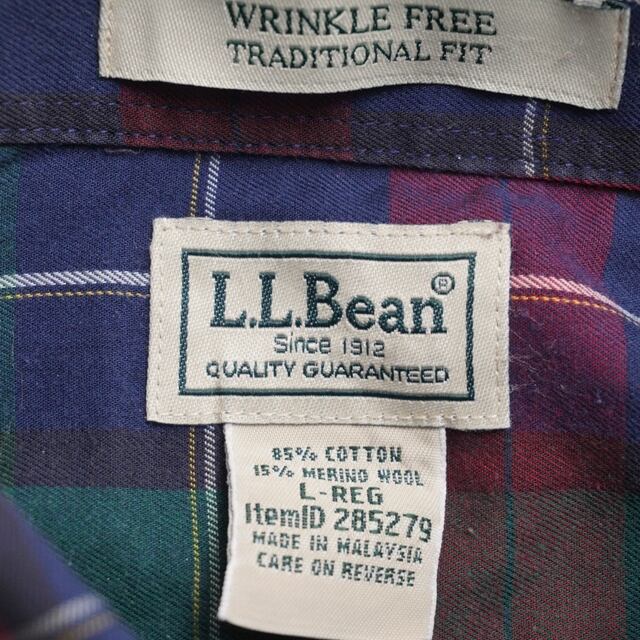 WRINKLE FREE
TRADITIONAL FIT
L.L.Bean®
Since 1912
QUALITY GUARANTEED
85% COTTON
15% MERINO WOOL
L-REG
ItemID 285279
MADE IN MALAYSIA
CARE ON REVERSE